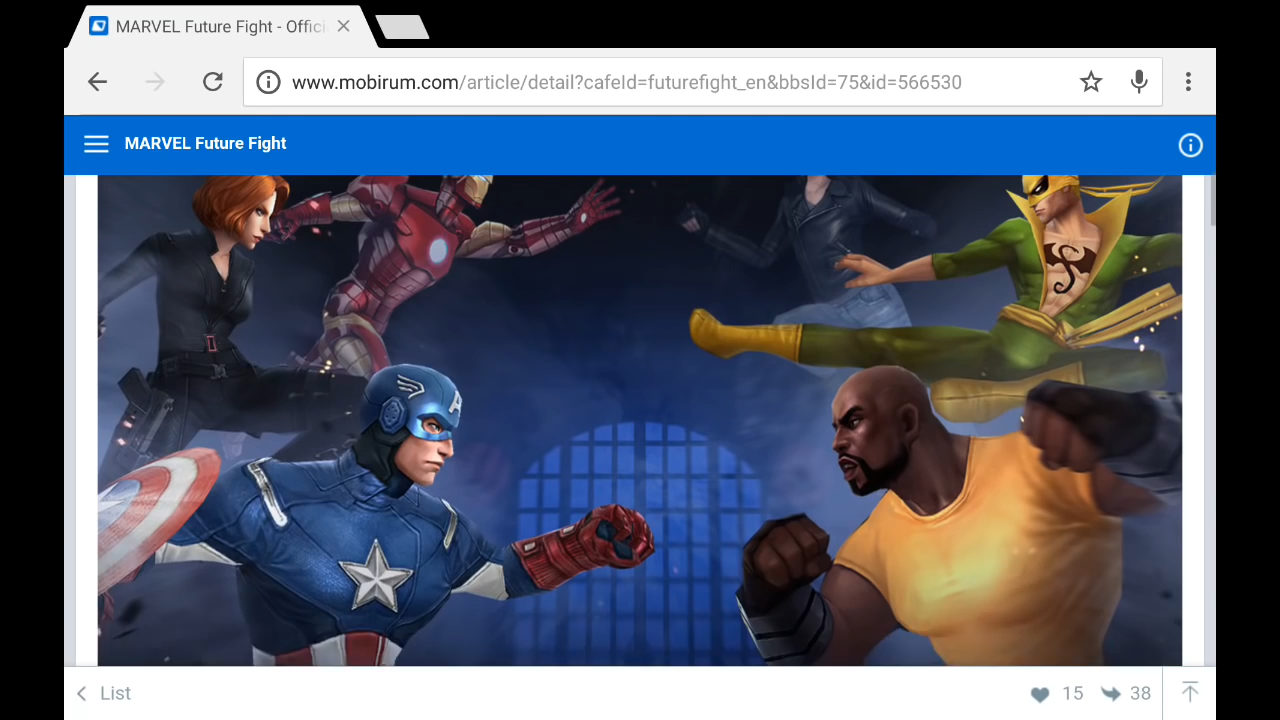 MARVEL Future Fight - Offici
www.mobirum.com/article/detail?cafeId=futurefight_en&bbsId=75&id=566530
MARVEL Future Fight
A
List
15
38